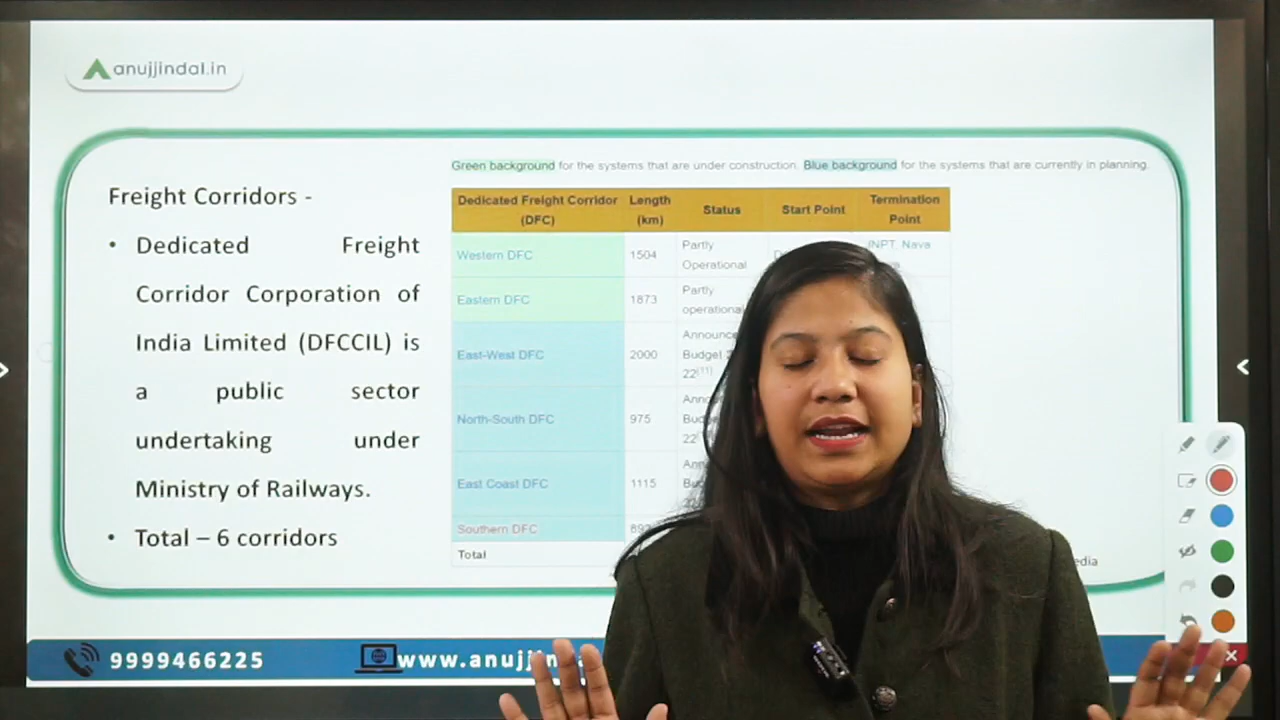 anujjindal.in
Green background for the systems that are under construction. Blue background for the systems that are currently in planning.
Freight Corridors -
• Dedicated Freight
Corridor Corporation of
India Limited (DFCCIL) is
a public sector
undertaking under
Ministry of Railways.
• Total – 6 corridors
Dedicated Freight Corridor
(DFC)
Length
(km)
Status
Start Point
Termination
Point
Western DFC
1504
Partly
Operational
JNPT, Nava
Eastern DFC
1873
Partly
operational
East-West DFC
2000
Budget
22[11]
North-South DFC
975
22
East Coast DFC
1115
Southern DFC
Total
9999466225